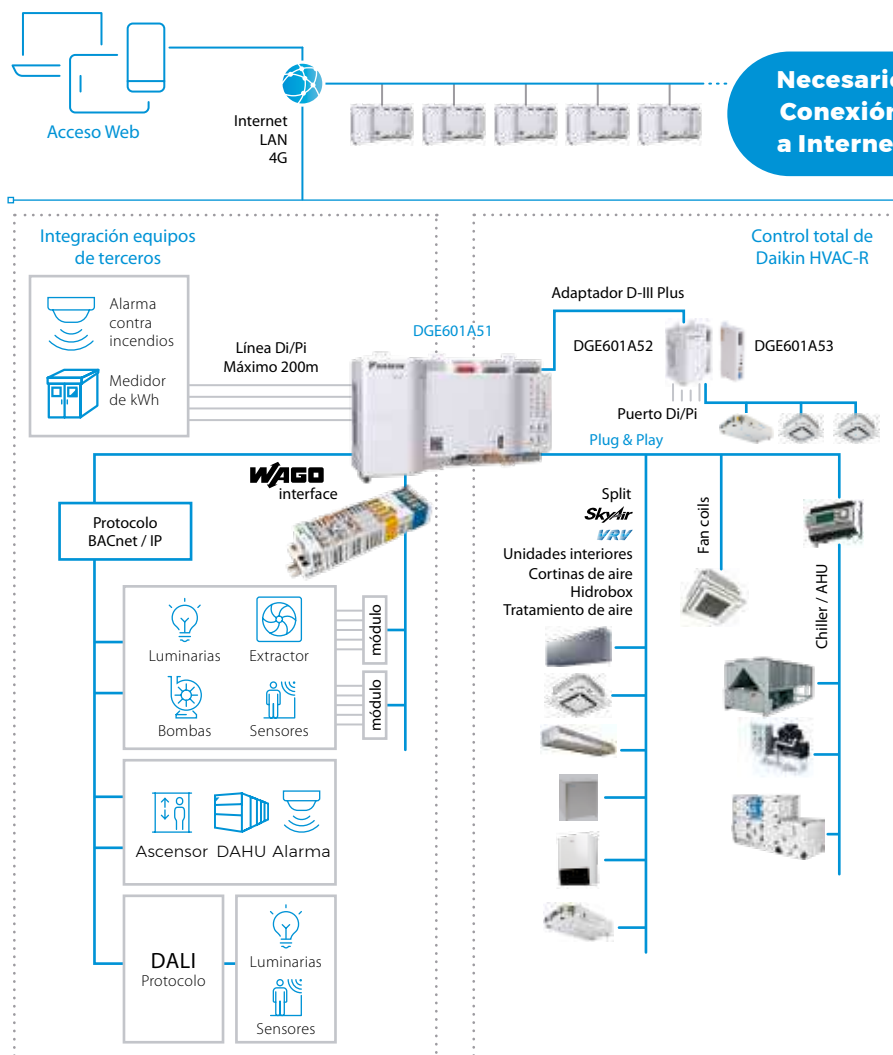 Acceso Web
Internet
LAN
4G
Necesario
Conexión
a Internet
Integración equipos
de terceros
Alarma
contra
incendios
Medidor
de kWh
Línea Di/Pi
Máximo 200m
DGE601A51
DAIKIN
Control total de
Daikin HVAC-R
Adaptador D-III Plus
DGE601A52
DGE601A53
Puerto Di/Pi
Plug & Play
WAGO
interface
Protocolo
BACnet / IP
Luminarias
Extractor
módulo
Bombas
Sensores
módulo
Ascensor
DAHU
Alarma
DALI
Protocolo
Luminarias
Sensores
Split
SkyAir
VRV
Unidades interiores
Cortinas de aire
Hidrobox
Tratamiento de aire
Fan coils
Chiller / AHU